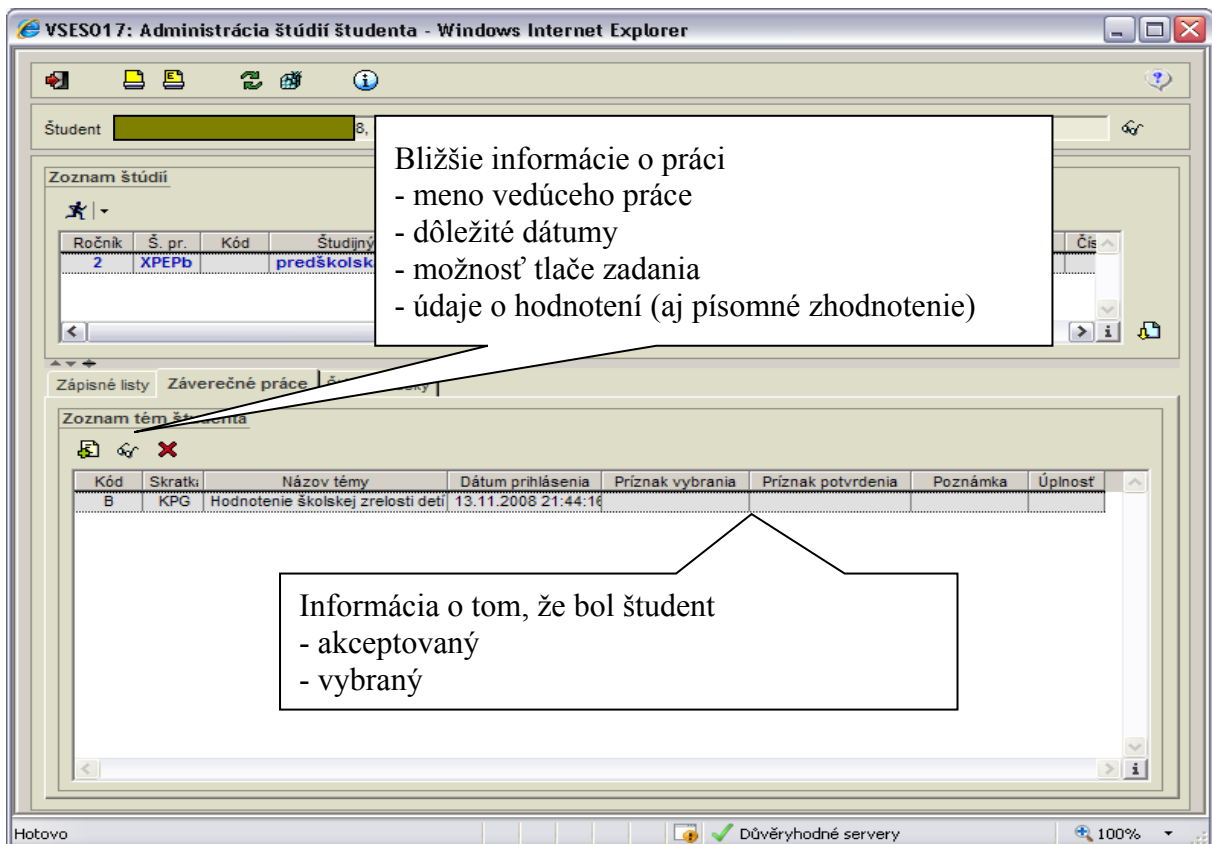 VSES017: Administrácia štúdií študenta - Windows Internet Explorer
Študent 8,
Bližšie informácie o práci
- meno vedúceho práce
- dôležité dátumy
- možnosť tlače zadania
- údaje o hodnotení (aj písomné zhodnotenie)
Zoznam štúdií
Ročník Š. pr. Kód Študijný Čís
2 XPEPb predškolsk
Zápisné listy Záverečné práce
Zoznam tém študenta
Kód Skratk Názov témy Dátum prihlásenia Príznak vybrania Príznak potvrdenia Poznámka Úplnosť
B KPG Hodnotenie školskej zrelosti detí 13.11.2008 21:44:16
Informácia o tom, že bol študent
- akceptovaný
- vybraný
Hotovo Důvěryhodné servery 100%